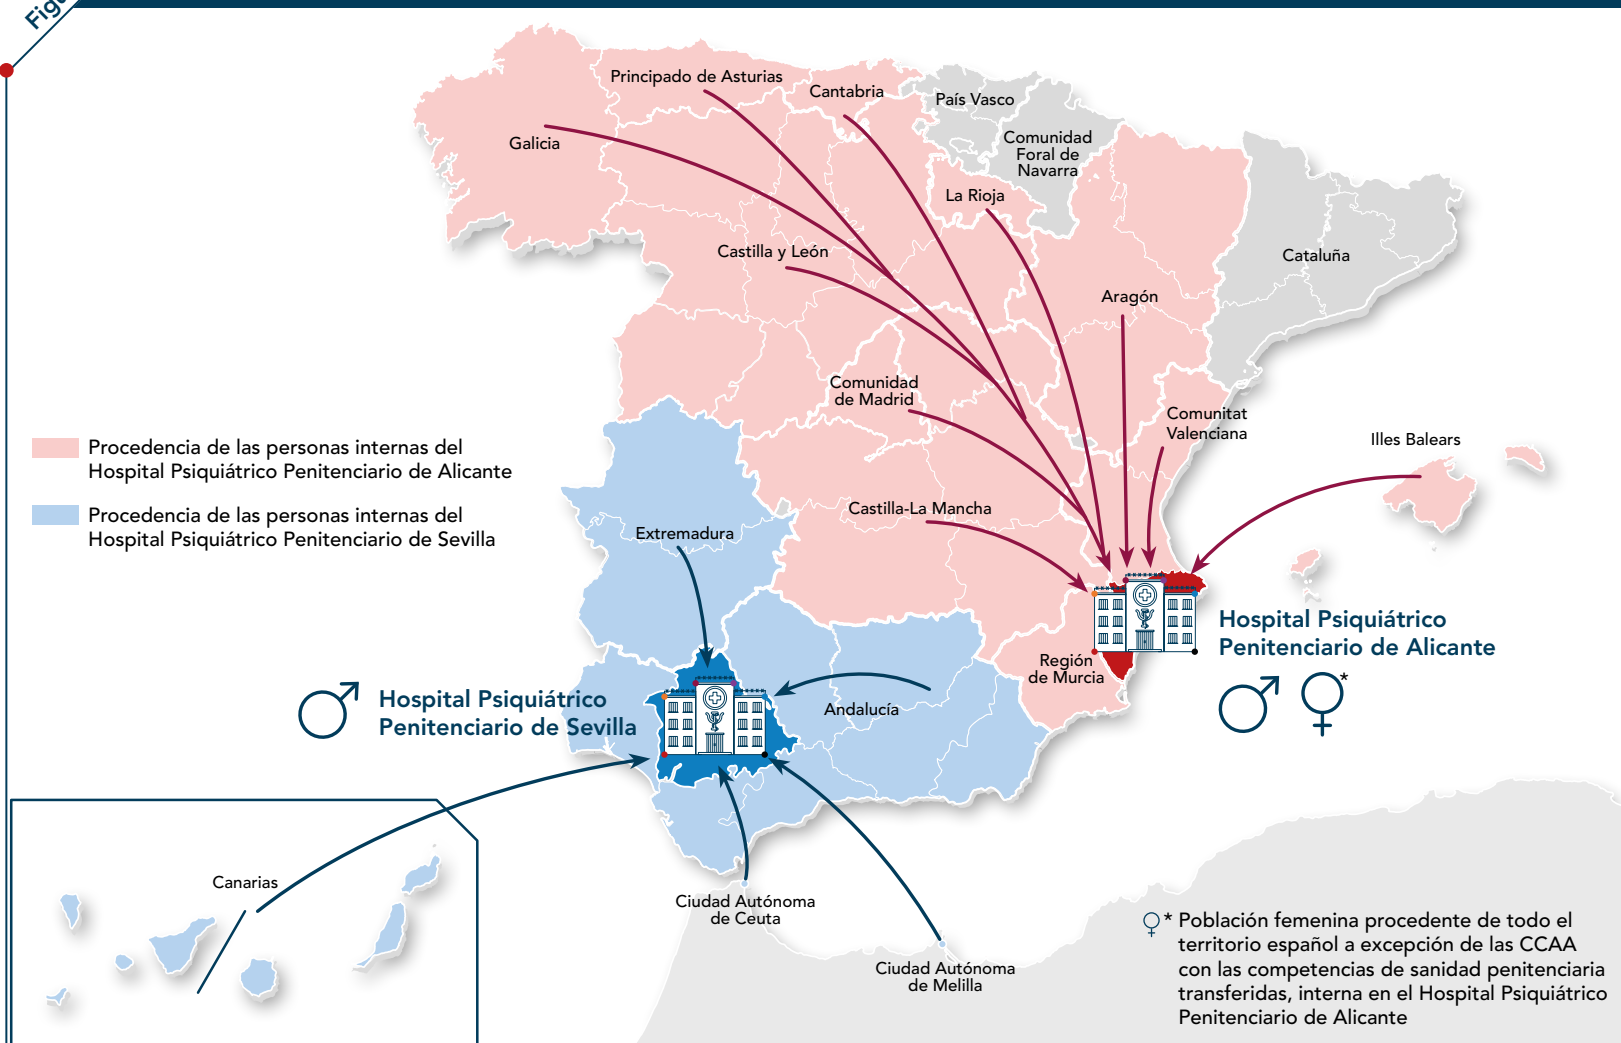 Principado de Asturias
Cantabria
País Vasco
Comunidad
Foral de
Navarra
Galicia
La Rioja
Castilla y León
Cataluña
Aragón
Comunidad
de Madrid
Comunitat
Valenciana
Illes Balears
Procedencia de las personas internas del
Hospital Psiquiátrico Penitenciario de Alicante
Procedencia de las personas internas del
Hospital Psiquiátrico Penitenciario de Sevilla
Castilla-La Mancha
Extremadura
Hospital Psiquiátrico
Penitenciario de Alicante
*
Región
de Murcia
Hospital Psiquiátrico
Penitenciario de Sevilla
Andalucía
Canarias
Ciudad Autónoma
de Ceuta
Ciudad Autónoma
de Melilla
♀* Población femenina procedente de todo el
territorio español a excepción de las CCAA
con las competencias de sanidad penitenciaria
transferidas, interna en el Hospital Psiquiátrico
Penitenciario de Alicante